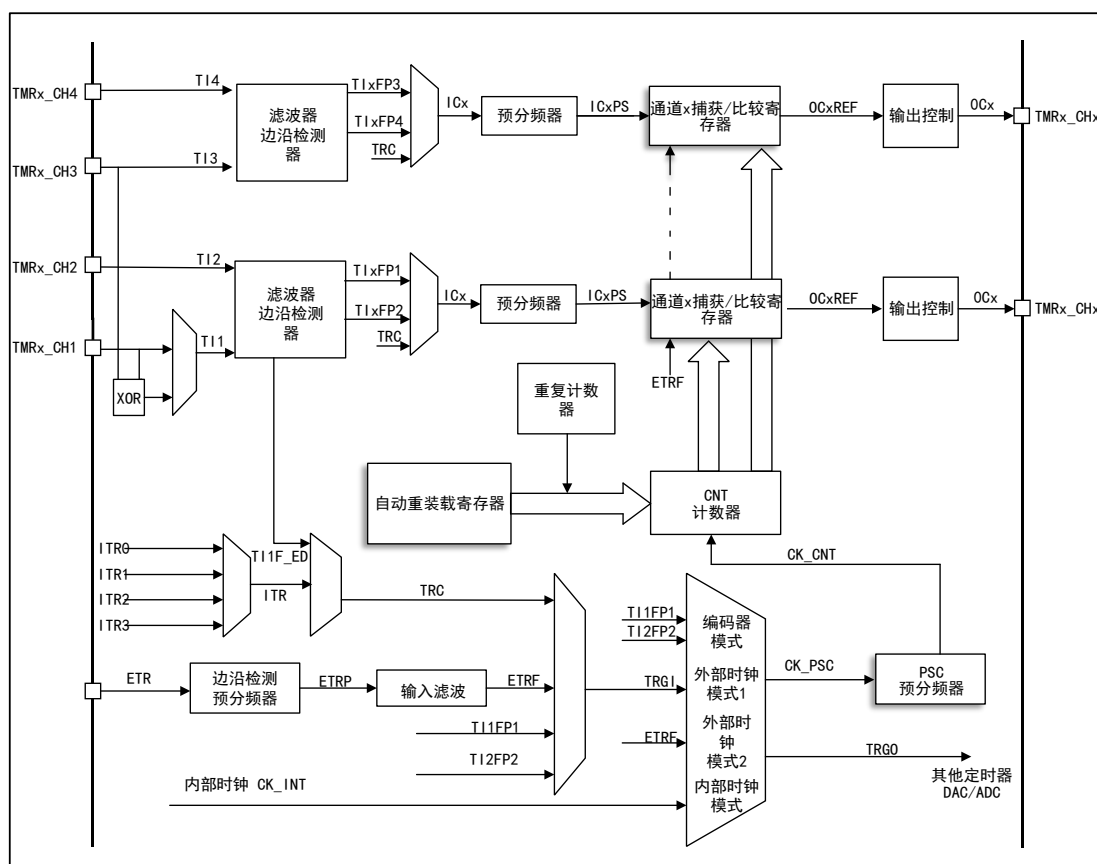 TMRx_CH4
TI4
滤波器
边沿检测
器
TIxFP3
TIxFP4
TRC
ICx
预分频器
ICxPS
通道x捕获/比较寄
存器
OCxREF
输出控制
OCx
TMRx_CHx
TMRx_CH3
TI3
TMRx_CH2
TI2
滤波器
边沿检测
器
TIxFP1
TIxFP2
TRC
ICx
预分频器
ICxPS
通道x捕获/比较寄
存器
OCxREF
输出控制
OCx
TMRx_CHx
TMRx_CH1
TI1
XOR
ETRF
重复计数
器
自动重装载寄存器
CNT
计数器
CK_CNT
ITR0
ITR1
ITR2
ITR3
TI1F_ED
ITR
TRC
TI1FP1
TI2FP2
编码器
模式
ETR
边沿检测
预分频器
ETRP
输入滤波
ETRF
TRGI
外部时钟
模式1
CK_PSC
PSC
预分频器
TI1FP1
TI2FP2
ETRF
外部时
钟
模式2
TRGO
其他定时器
DAC/ADC
内部时钟 CK_INT
内部时钟
模式